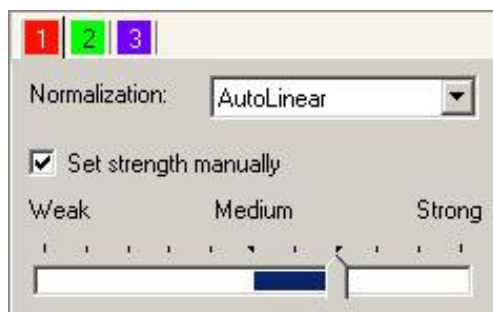 1 2 3
Normalization: AutoLinear
Set strength manually
Weak Medium Strong